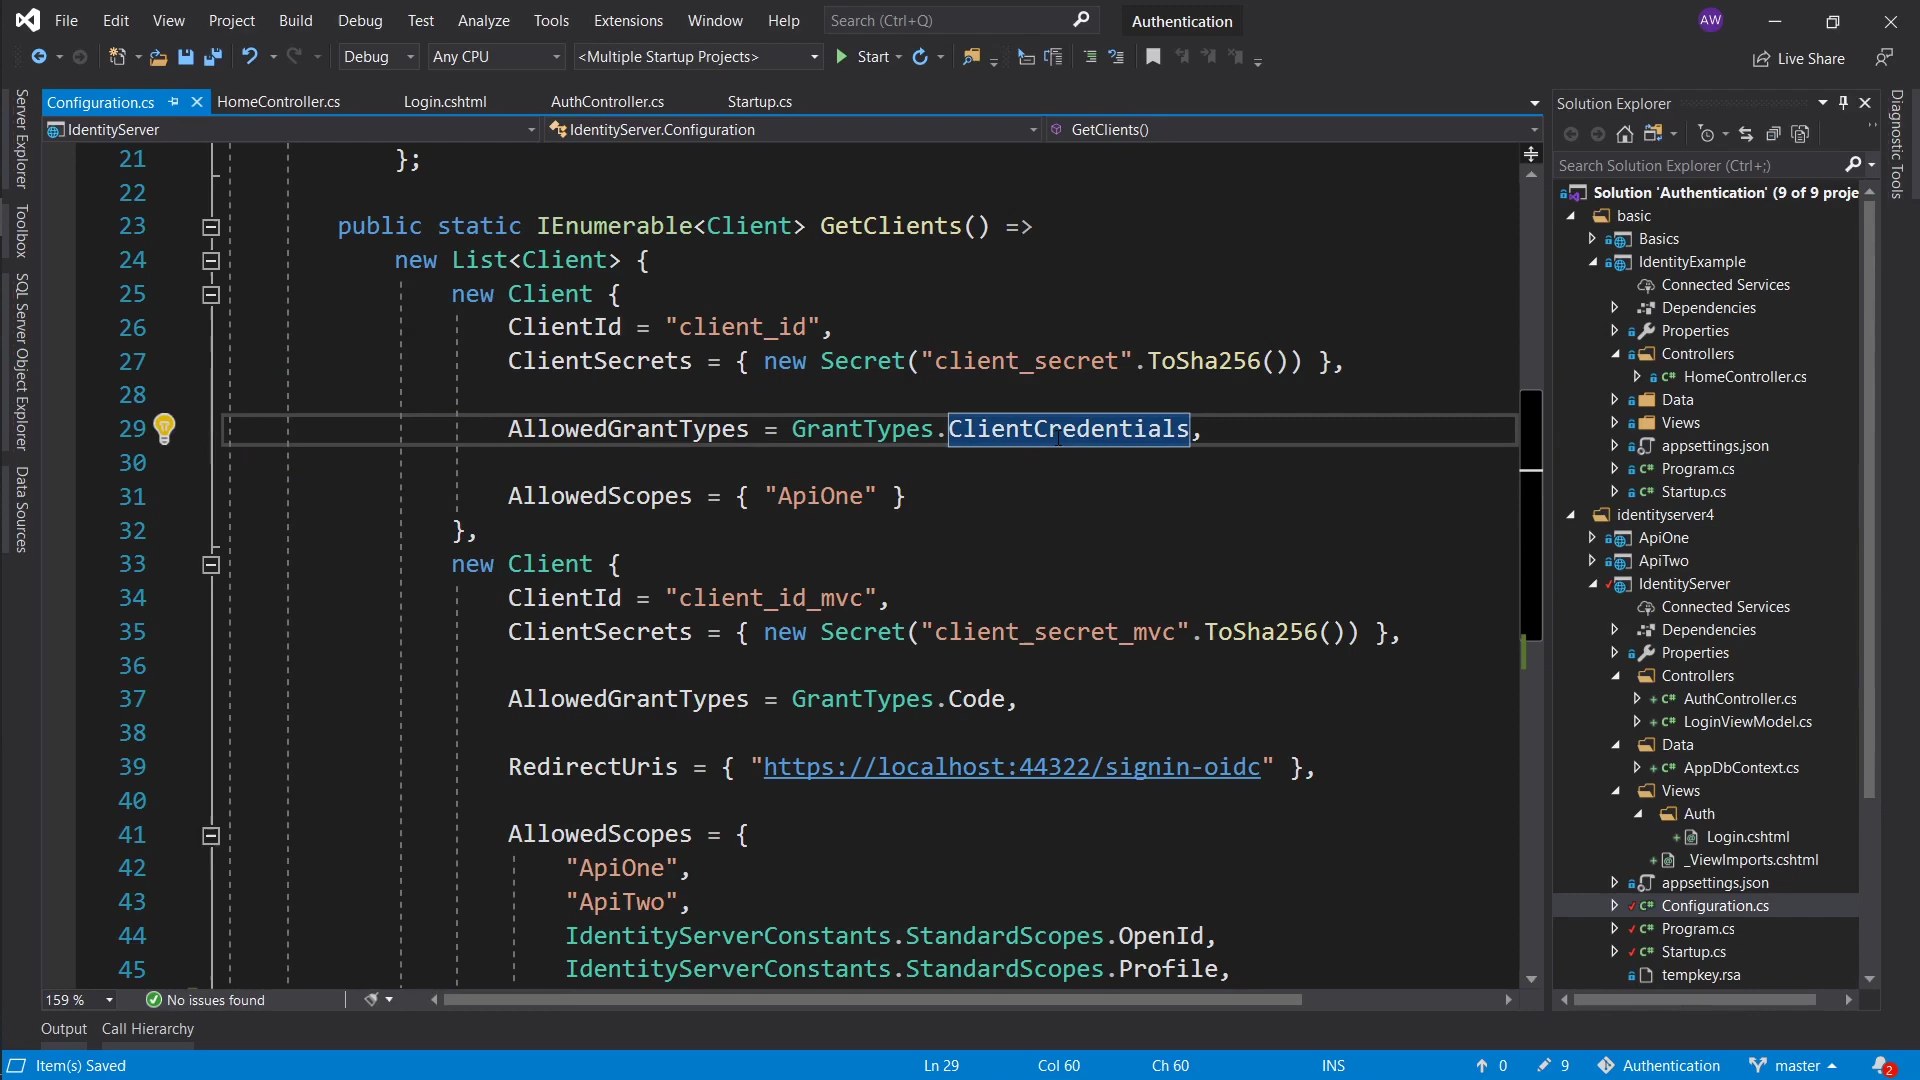 File Edit View Project Build Debug Test Analyze Tools Extensions Window Help Search (Ctrl+Q) Authentication AW
Debug Any CPU <Multiple Startup Projects> Start Live Share
Configuration.cs HomeController.cs Login.cshtml AuthController.cs Startup.cs
IdentityServer IdentityServer.Configuration GetClients()
Server Explorer
Toolbox
SQL Server Object Explorer
Data Sources
21 };
22
23 public static IEnumerable<Client> GetClients() =>
24 new List<Client> {
25 new Client {
26 ClientId = "client_id",
27 ClientSecrets = { new Secret("client_secret".ToSha256()) },
28
29 AllowedGrantTypes = GrantTypes.ClientCredentials,
30
31 AllowedScopes = { "ApiOne" }
32 },
33 new Client {
34 ClientId = "client_id_mvc",
35 ClientSecrets = { new Secret("client_secret_mvc".ToSha256()) },
36
37 AllowedGrantTypes = GrantTypes.Code,
38
39 RedirectUris = { "https://localhost:44322/signin-oidc" },
40
41 AllowedScopes = {
42 "ApiOne",
43 "ApiTwo",
44 IdentityServerConstants.StandardScopes.OpenId,
45 IdentityServerConstants.StandardScopes.Profile,
159 % No issues found
Output Call Hierarchy
Solution Explorer
Search Solution Explorer (Ctrl+;)
Solution 'Authentication' (9 of 9 proje
basic
Basics
IdentityExample
Connected Services
Dependencies
Properties
Controllers
HomeController.cs
Data
Views
appsettings.json
Program.cs
Startup.cs
identityserver4
ApiOne
ApiTwo
IdentityServer
Connected Services
Dependencies
Properties
Controllers
AuthController.cs
LoginViewModel.cs
Data
AppDbContext.cs
Views
Auth
Login.cshtml
_ViewImports.cshtml
appsettings.json
Configuration.cs
Program.cs
Startup.cs
tempkey.rsa
Diagnostic Tools
Item(s) Saved Ln 29 Col 60 Ch 60 INS 0 9 Authentication master 2